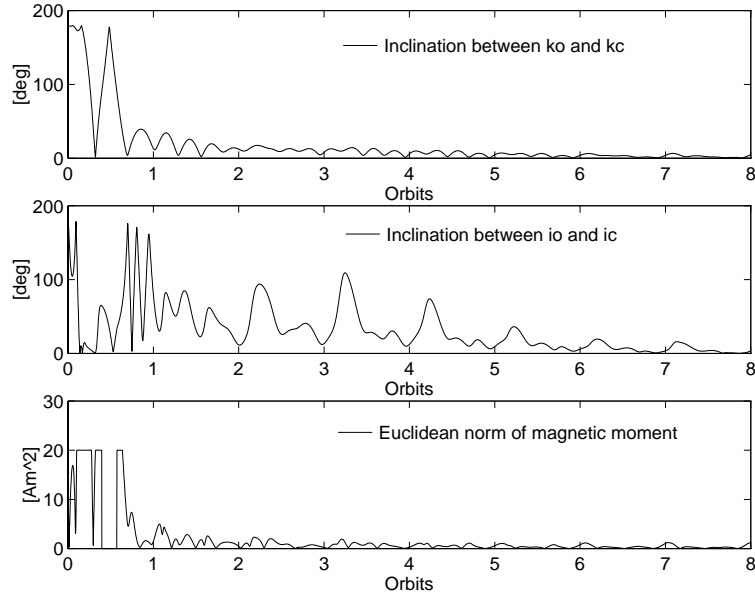 200
100
0
[deg]
Inclination between ko and kc
0 1 2 3 4 5 6 7 8
Orbits
200
100
0
[deg]
Inclination between io and ic
0 1 2 3 4 5 6 7 8
Orbits
30
20
10
0
[Am^2]
Euclidean norm of magnetic moment
0 1 2 3 4 5 6 7 8
Orbits